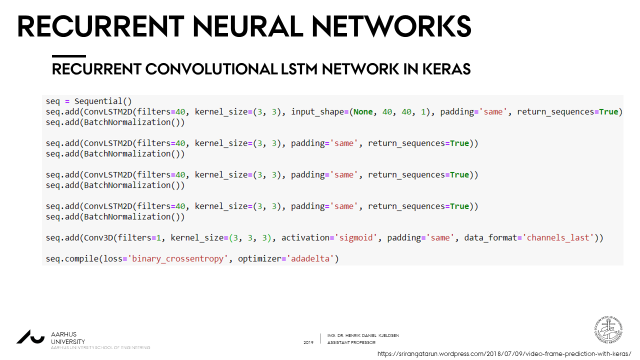 RECURRENT NEURAL NETWORKS
RECURRENT CONVOLUTIONAL LSTM NETWORK IN KERAS
seq = Sequential()
seq.add(ConvLSTM2D(filters=40, kernel_size=(3, 3), input_shape=(None, 40, 40, 1), padding='same', return_sequences=True)
seq.add(BatchNormalization())
seq.add(ConvLSTM2D(filters=40, kernel_size=(3, 3), padding='same', return_sequences=True))
seq.add(BatchNormalization())
seq.add(ConvLSTM2D(filters=40, kernel_size=(3, 3), padding='same', return_sequences=True))
seq.add(BatchNormalization())
seq.add(ConvLSTM2D(filters=40, kernel_size=(3, 3), padding='same', return_sequences=True))
seq.add(BatchNormalization())
seq.add(Conv3D(filters=1, kernel_size=(3, 3, 3), activation='sigmoid', padding='same', data_format='channels_last'))
seq.compile(loss='binary_crossentropy', optimizer='adadelta')
AARHUS
UNIVERSITY
2019
DR. HENRIK DANIEL KJELDSEN
ASSISTANT PROFESSOR
https://srirangatarun.wordpress.com/2018/07/09/video-frame-prediction-with-keras/